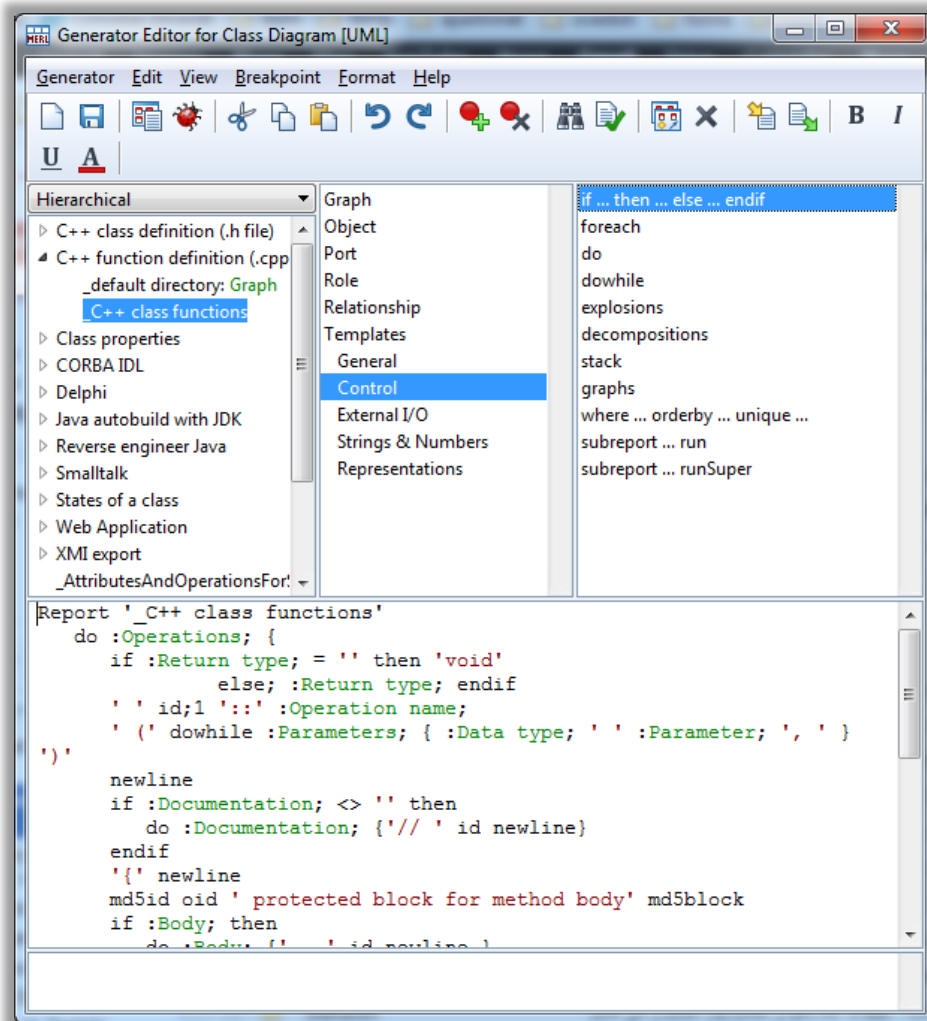 MERL Generator Editor for Class Diagram [UML]
Generator Edit View Breakpoint Format Help
B I
U A
Hierarchical
C++ class definition (.h file)
C++ function definition (.cpp
_default directory: Graph
_C++ class functions
Class properties
CORBA IDL
Delphi
Java autobuild with JDK
Reverse engineer Java
Smalltalk
States of a class
Web Application
XMI export
_AttributesAndOperationsFor
Graph
Object
Port
Role
Relationship
Templates
General
Control
External I/O
Strings & Numbers
Representations
if ... then ... else ... endif
foreach
do
dowhile
explosions
decompositions
stack
graphs
where ... orderby ... unique ...
subreport ... run
subreport ... runSuper
Report '_C++ class functions'
do :Operations; {
if :Return type; = '' then 'void'
else; :Return type; endif
' ' id;1 '::' :Operation name;
' (' dowhile :Parameters; { :Data type; ' ' :Parameter; ', ' }
')'
newline
if :Documentation; <> '' then
do :Documentation; {'// ' id newline}
endif
'{' newline
md5id oid ' protected block for method body' md5block
if :Body; then
do :Body; {'   ' id newline }